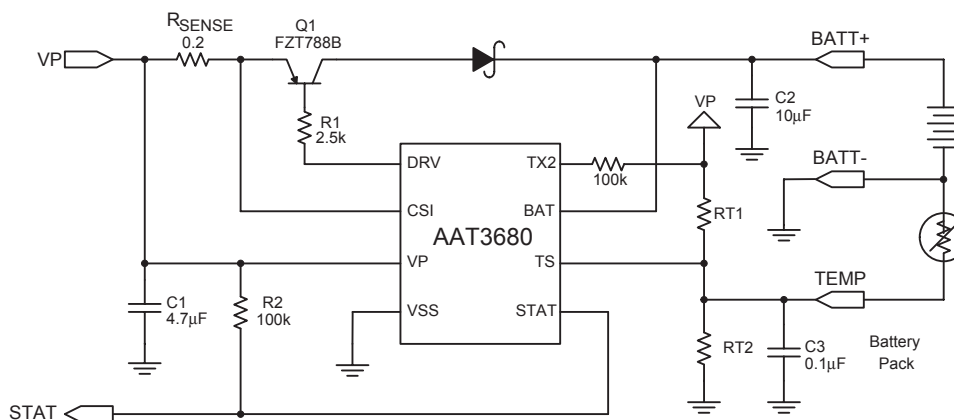 RSENSE
0.2
Q1
FZT788B
VP
BATT+
R1
2.5k
VP
C2
10µF
DRV
TX2
100k
BATT-
CSI
BAT
RT1
AAT3680
VP
TS
TEMP
C1
4.7µF
R2
100k
VSS
STAT
RT2
C3
0.1µF
Battery
Pack
STAT